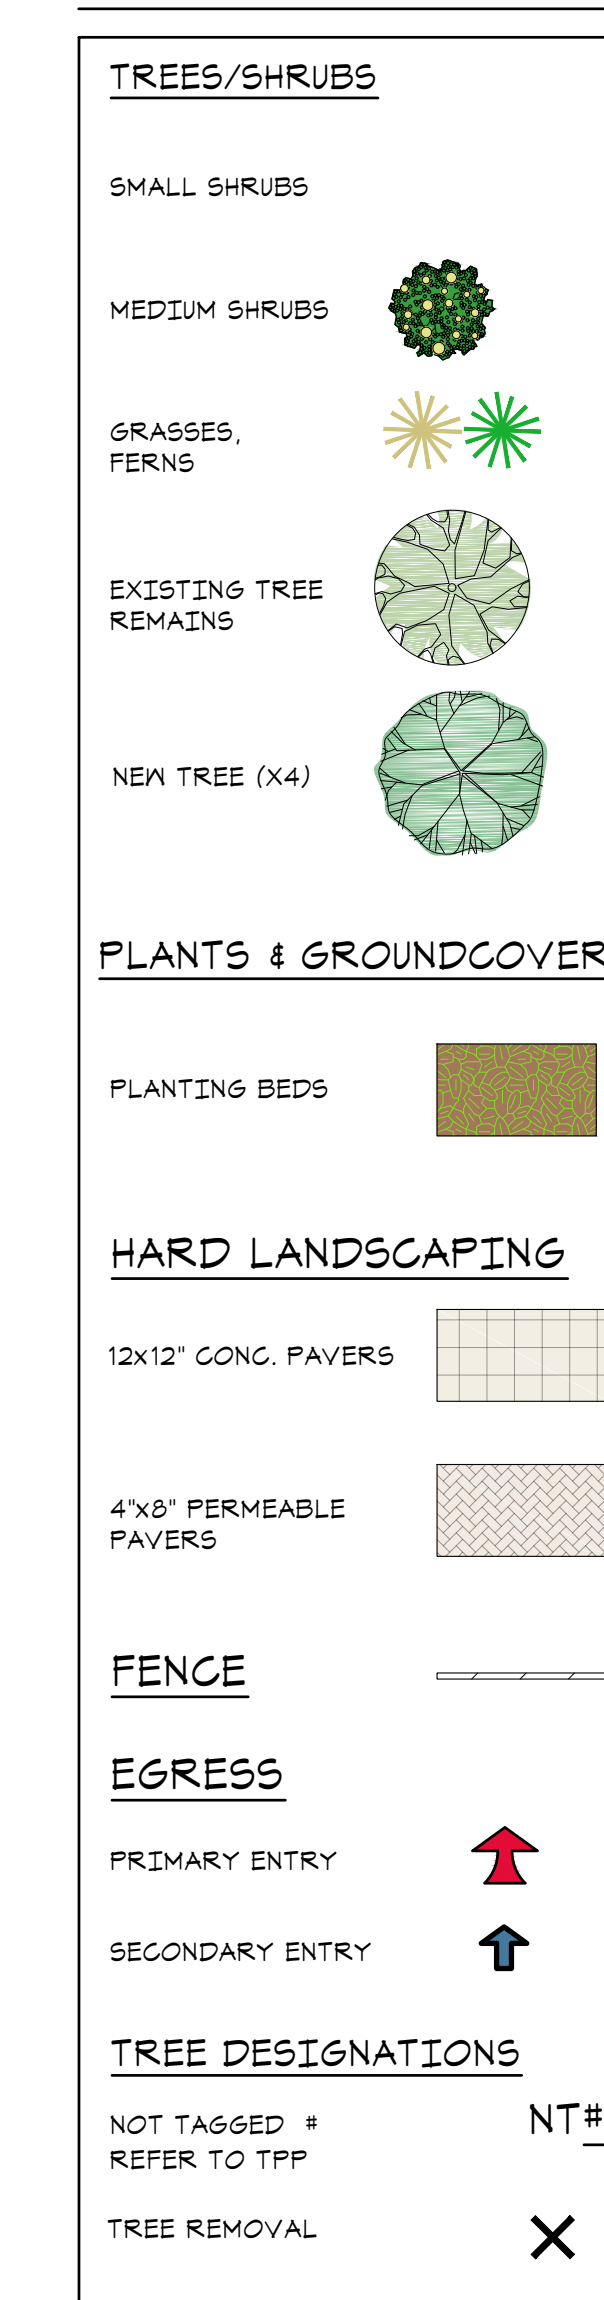 TREES/SHRUBS
SMALL SHRUBS
MEDIUM SHRUBS
GRASSES,
FERNS
EXISTING TREE
REMAINS
NEW TREE (X4)
PLANTS & GROUNDCOVER
PLANTING BEDS
HARD LANDSCAPING
12x12" CONC. PAVERS
4"x8" PERMEABLE
PAVERS
FENCE
EGRESS
PRIMARY ENTRY
SECONDARY ENTRY
TREE DESIGNATIONS
NOT TAGGED # NT#
REFER TO TPP
TREE REMOVAL